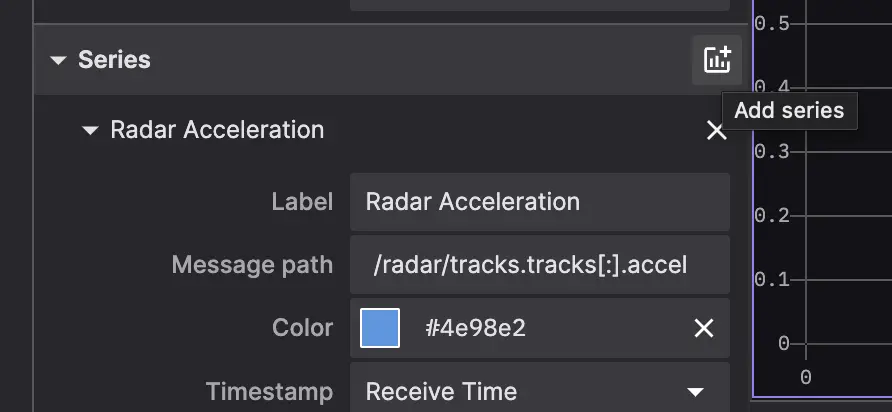 Series
Add series
Radar Acceleration
Label
Radar Acceleration
Message path
/radar/tracks.tracks[:].accel
Color
#4e98e2
Timestamp
Receive Time
0.5
0.4
0.3
0.2
0.1
0
0